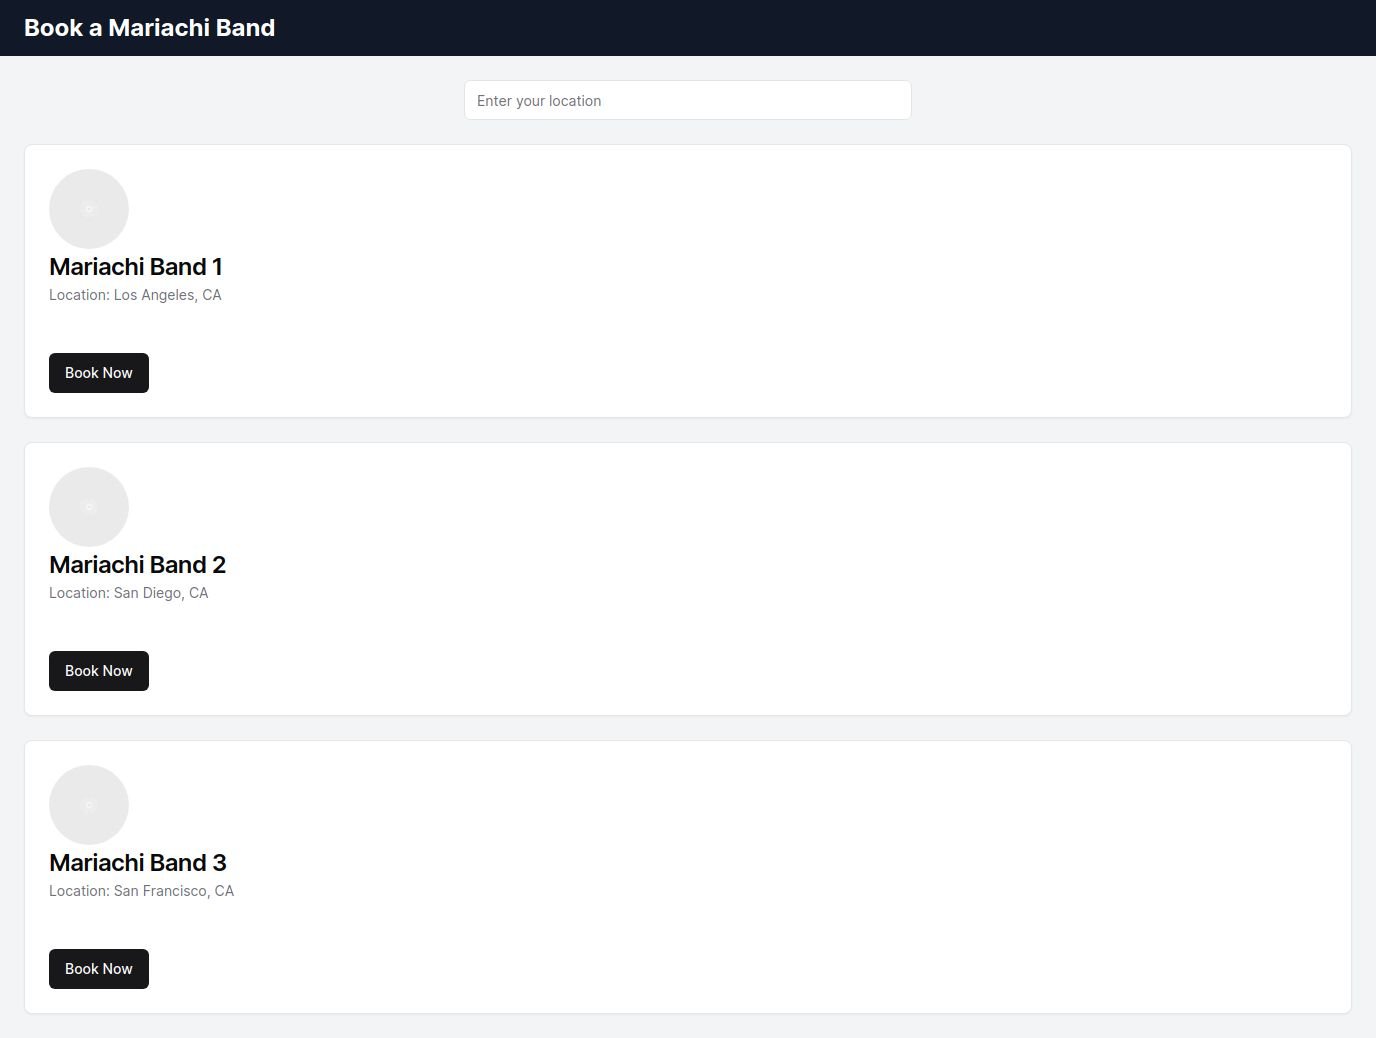 Book a Mariachi Band
Enter your location
Mariachi Band 1
Location: Los Angeles, CA
Book Now
Mariachi Band 2
Location: San Diego, CA
Book Now
Mariachi Band 3
Location: San Francisco, CA
Book Now